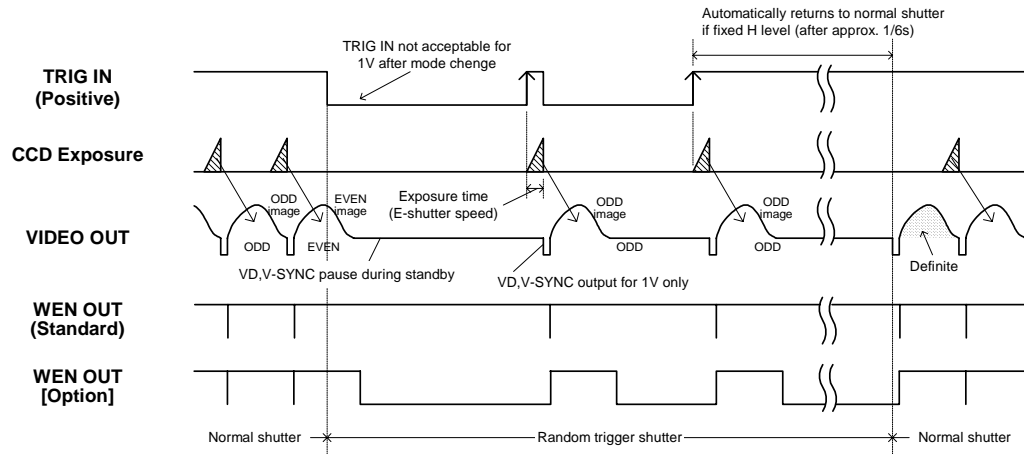 Automatically returns to normal shutter
if fixed H level (after approx. 1/6s)
TRIG IN not acceptable for
1V after mode chenge
TRIG IN
(Positive)
CCD Exposure
Exposure time
(E-shutter speed)
ODD
image
EVEN
image
ODD
image
ODD
image
VIDEO OUT
ODD
EVEN
ODD
ODD
Definite
VD,V-SYNC pause during standby
VD,V-SYNC output for 1V only
WEN OUT
(Standard)
WEN OUT
[Option]
Normal shutter
Random trigger shutter
Normal shutter